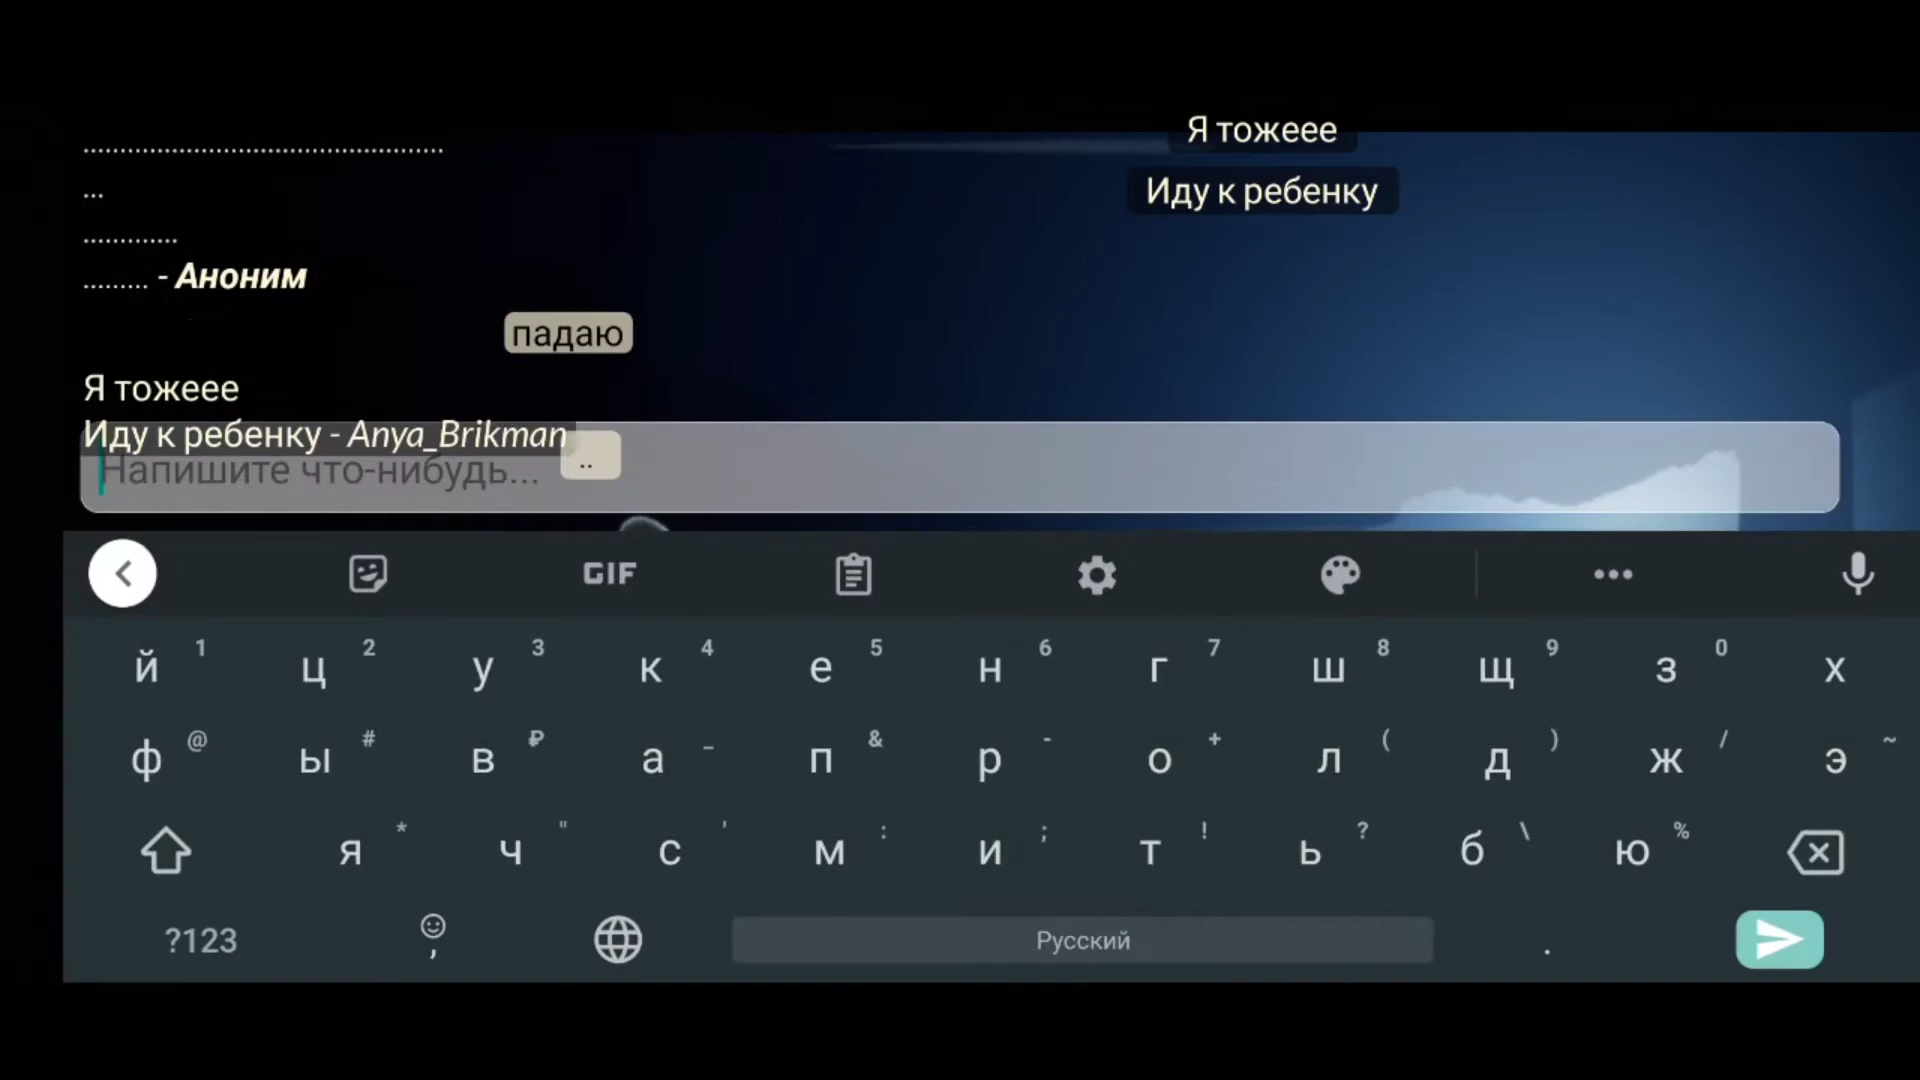 Я тожеее
Иду к ребенку
................................................
...
.............
......... - Аноним
падаю
Я тожеее
Иду к ребенку - Anya_Brikman
..
Напишите что-нибудь...
GIF
й 1 ц 2 у 3 к 4 е 5 н 6 г 7 ш 8 щ 9 з 0 х
ф @ ы # в ₽ а _ п & р - о + л ( д ) ж / э ~
я * ч " с ' м : и ; т ! ь ? б \ ю %
?123 , Русский .